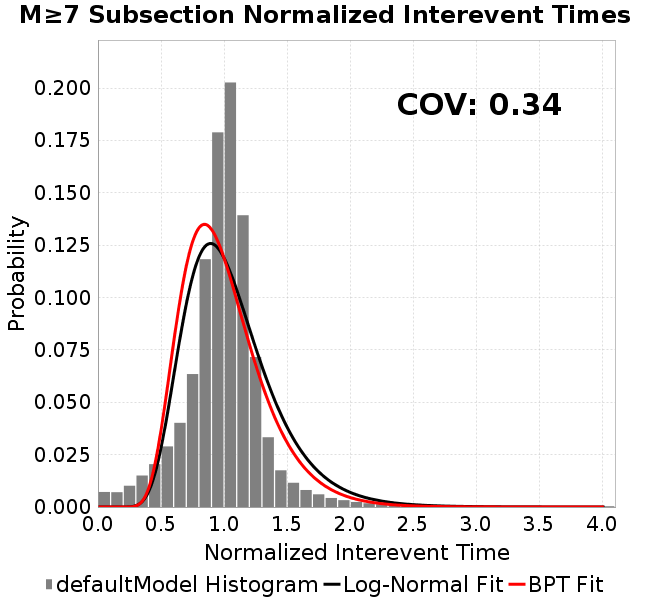 M≥7 Subsection Normalized Interevent Times
COV: 0.34
Probability
0.200
0.175
0.150
0.125
0.100
0.075
0.050
0.025
0.000
0.0 0.5 1.0 1.5 2.0 2.5 3.0 3.5 4.0
Normalized Interevent Time
defaultModel Histogram Log-Normal Fit BPT Fit